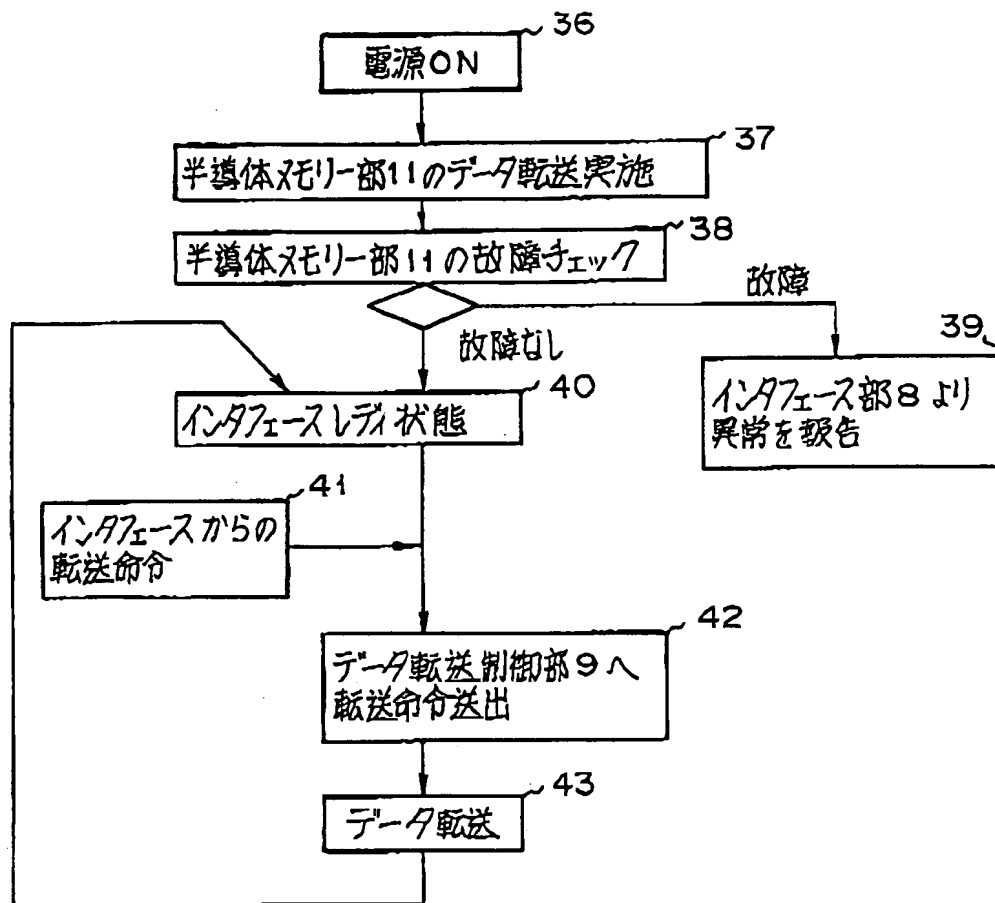 36
電源ON
37
半導体メモリー部11のデータ転送実施
38
半導体メモリー部11の故障チェック
故障
故障なし
39
インタフェース部8より
異常を報告
40
インタフェースレディ状態
41
インタフェースからの
転送命令
42
データ転送制御部9へ
転送命令送出
43
データ転送